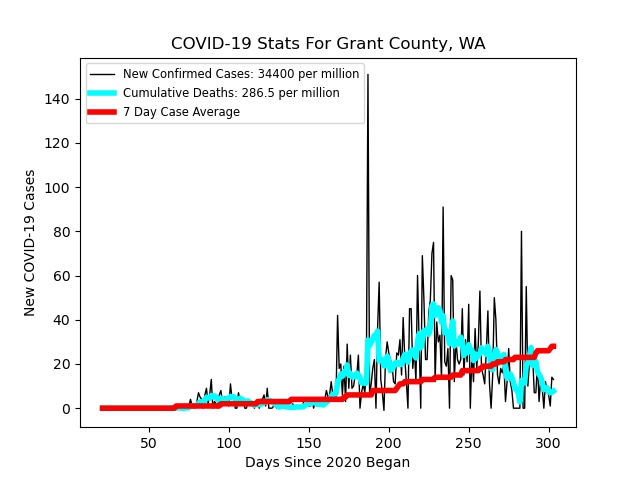 COVID-19 Stats For Grant County, WA
New Confirmed Cases: 34400 per million
Cumulative Deaths: 286.5 per million
7 Day Case Average
New COVID-19 Cases
140
120
100
80
60
40
20
0
50 100 150 200 250 300
Days Since 2020 Began